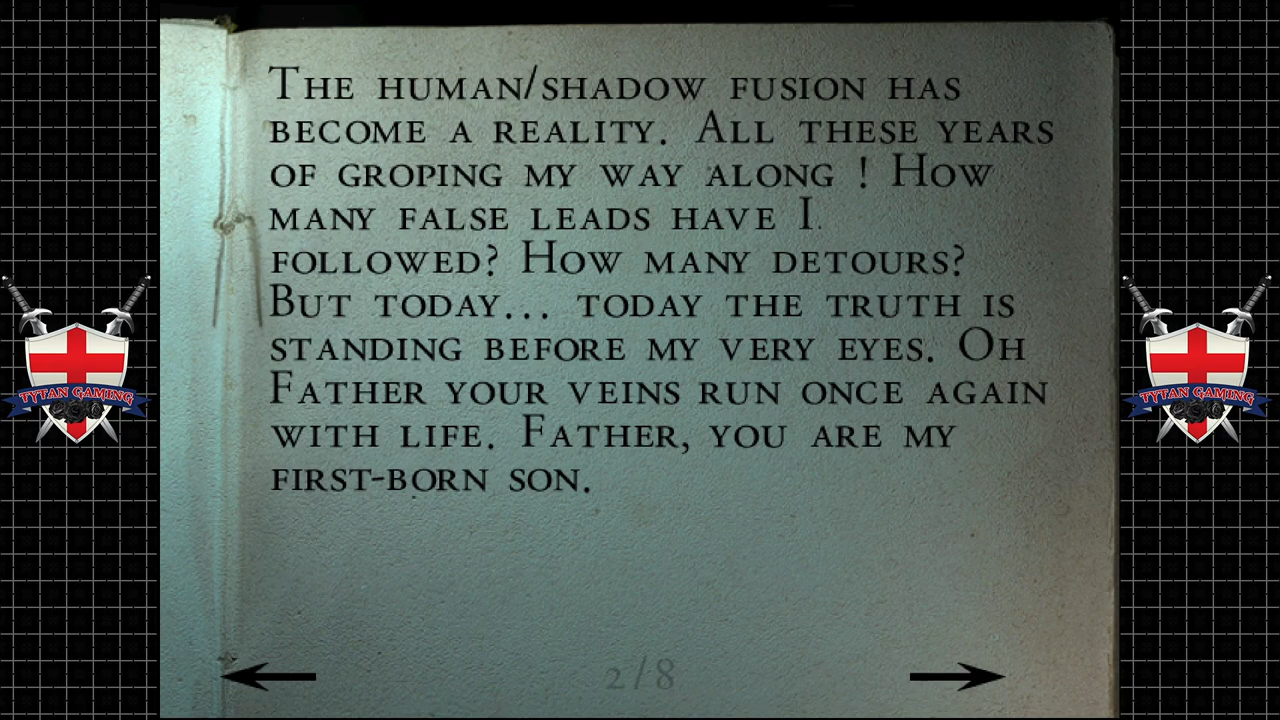 The human/shadow fusion has
become a reality. All these years
of groping my way along ! How
many false leads have I
followed? How many detours?
But today... today the truth is
standing before my very eyes. Oh
Father your veins run once again
with life. Father, you are my
first-born son.
2/8
TYTAN GAMING
TYTAN GAMING